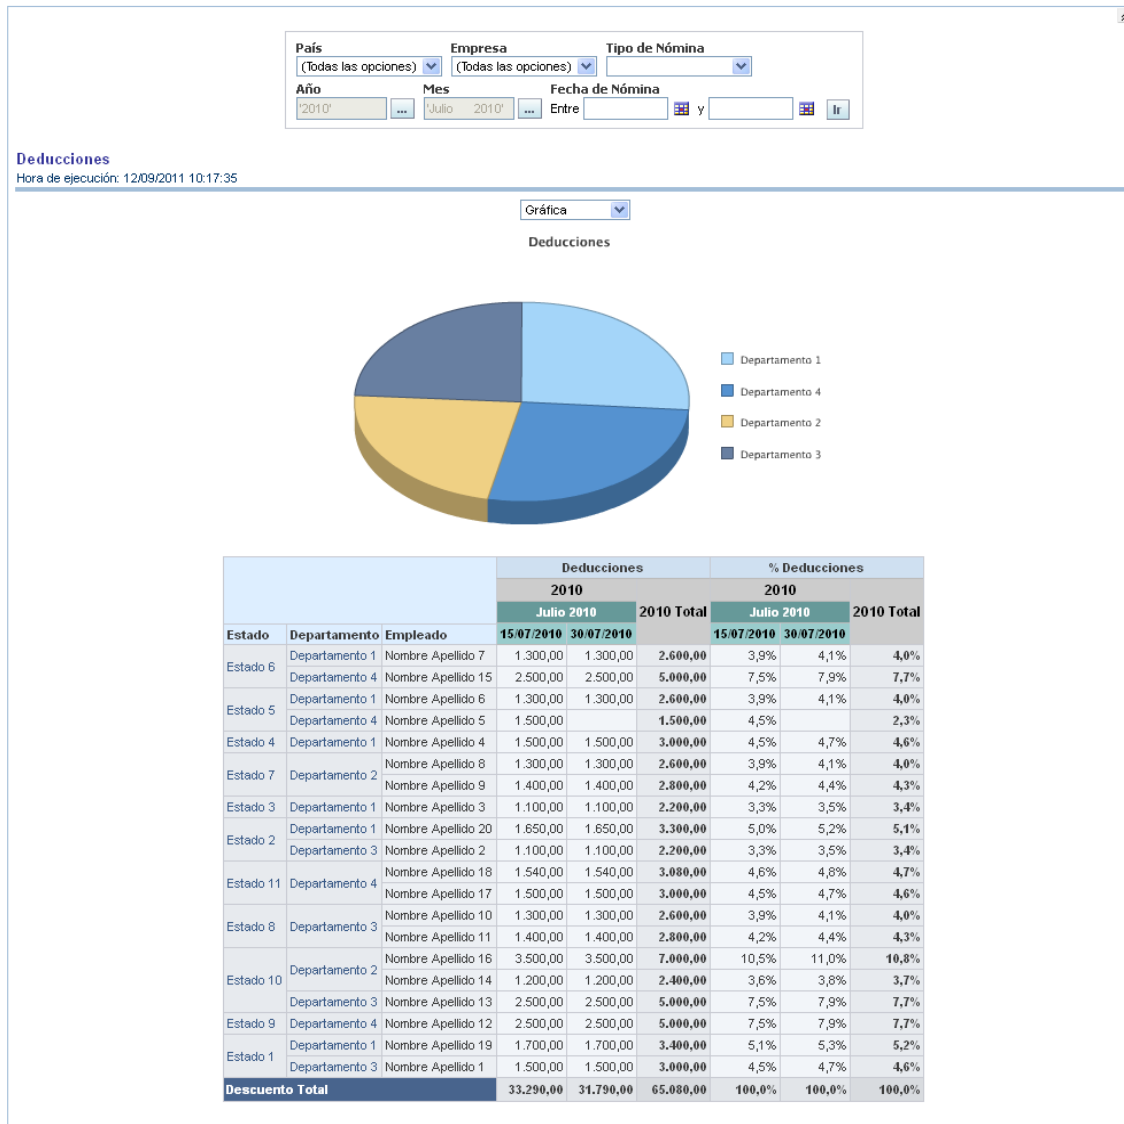 País Empresa Tipo de Nómina
(Todas las opciones) (Todas las opciones)
Año Mes Fecha de Nómina
'2010' ... 'Julio 2010' ... Entre y Ir
Deducciones
Hora de ejecución: 12/09/2011 10:17:35
Gráfica
Deducciones
Departamento 1
Departamento 4
Departamento 2
Departamento 3
Deducciones % Deducciones
2010 2010
Julio 2010 2010 Total Julio 2010 2010 Total
Estado Departamento Empleado 15/07/2010 30/07/2010 15/07/2010 30/07/2010
Estado 6 Departamento 1 Nombre Apellido 7 1.300,00 1.300,00 2.600,00 3,9% 4,1% 4,0%
Departamento 4 Nombre Apellido 15 2.500,00 2.500,00 5.000,00 7,5% 7,9% 7,7%
Estado 5 Departamento 1 Nombre Apellido 6 1.300,00 1.300,00 2.600,00 3,9% 4,1% 4,0%
Departamento 4 Nombre Apellido 5 1.500,00 1.500,00 4,5% 2,3%
Estado 4 Departamento 1 Nombre Apellido 4 1.500,00 1.500,00 3.000,00 4,5% 4,7% 4,6%
Estado 7 Departamento 2 Nombre Apellido 8 1.300,00 1.300,00 2.600,00 3,9% 4,1% 4,0%
Nombre Apellido 9 1.400,00 1.400,00 2.800,00 4,2% 4,4% 4,3%
Estado 3 Departamento 1 Nombre Apellido 3 1.100,00 1.100,00 2.200,00 3,3% 3,5% 3,4%
Estado 2 Departamento 1 Nombre Apellido 20 1.650,00 1.650,00 3.300,00 5,0% 5,2% 5,1%
Departamento 3 Nombre Apellido 2 1.100,00 1.100,00 2.200,00 3,3% 3,5% 3,4%
Estado 11 Departamento 4 Nombre Apellido 18 1.540,00 1.540,00 3.080,00 4,6% 4,8% 4,7%
Nombre Apellido 17 1.500,00 1.500,00 3.000,00 4,5% 4,7% 4,6%
Estado 8 Departamento 3 Nombre Apellido 10 1.300,00 1.300,00 2.600,00 3,9% 4,1% 4,0%
Nombre Apellido 11 1.400,00 1.400,00 2.800,00 4,2% 4,4% 4,3%
Estado 10 Departamento 2 Nombre Apellido 16 3.500,00 3.500,00 7.000,00 10,5% 11,0% 10,8%
Nombre Apellido 14 1.200,00 1.200,00 2.400,00 3,6% 3,8% 3,7%
Departamento 3 Nombre Apellido 13 2.500,00 2.500,00 5.000,00 7,5% 7,9% 7,7%
Estado 9 Departamento 4 Nombre Apellido 12 2.500,00 2.500,00 5.000,00 7,5% 7,9% 7,7%
Estado 1 Departamento 1 Nombre Apellido 19 1.700,00 1.700,00 3.400,00 5,1% 5,3% 5,2%
Departamento 3 Nombre Apellido 1 1.500,00 1.500,00 3.000,00 4,5% 4,7% 4,6%
Descuento Total 33.290,00 31.790,00 65.080,00 100,0% 100,0% 100,0%